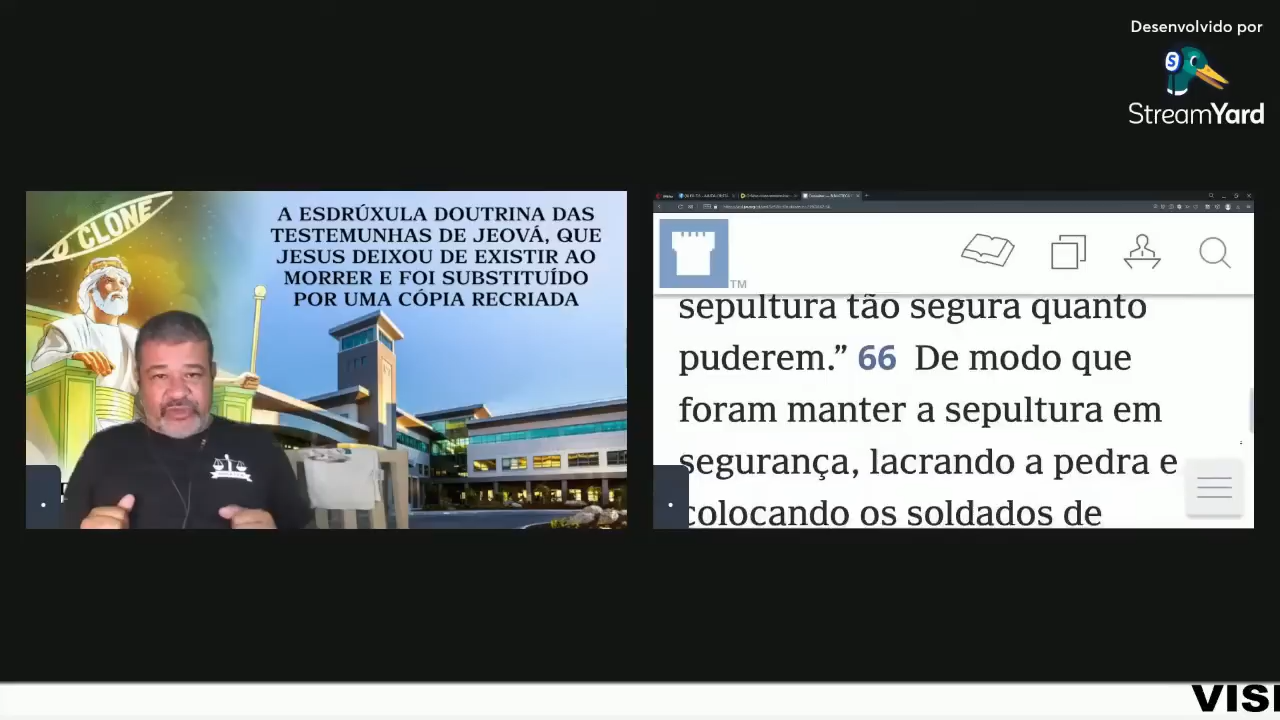 Desenvolvido por
StreamYard
O CLONE
A ESDRÚXULA DOUTRINA DAS
TESTEMUNHAS DE JEOVÁ, QUE
JESUS DEIXOU DE EXISTIR AO
MORRER E FOI SUBSTITUÍDO
POR UMA CÓPIA RECRIADA
TM
sepultura tão segura quanto
puderem.” 66 De modo que
foram manter a sepultura em
segurança, lacrando a pedra e
colocando os soldados de